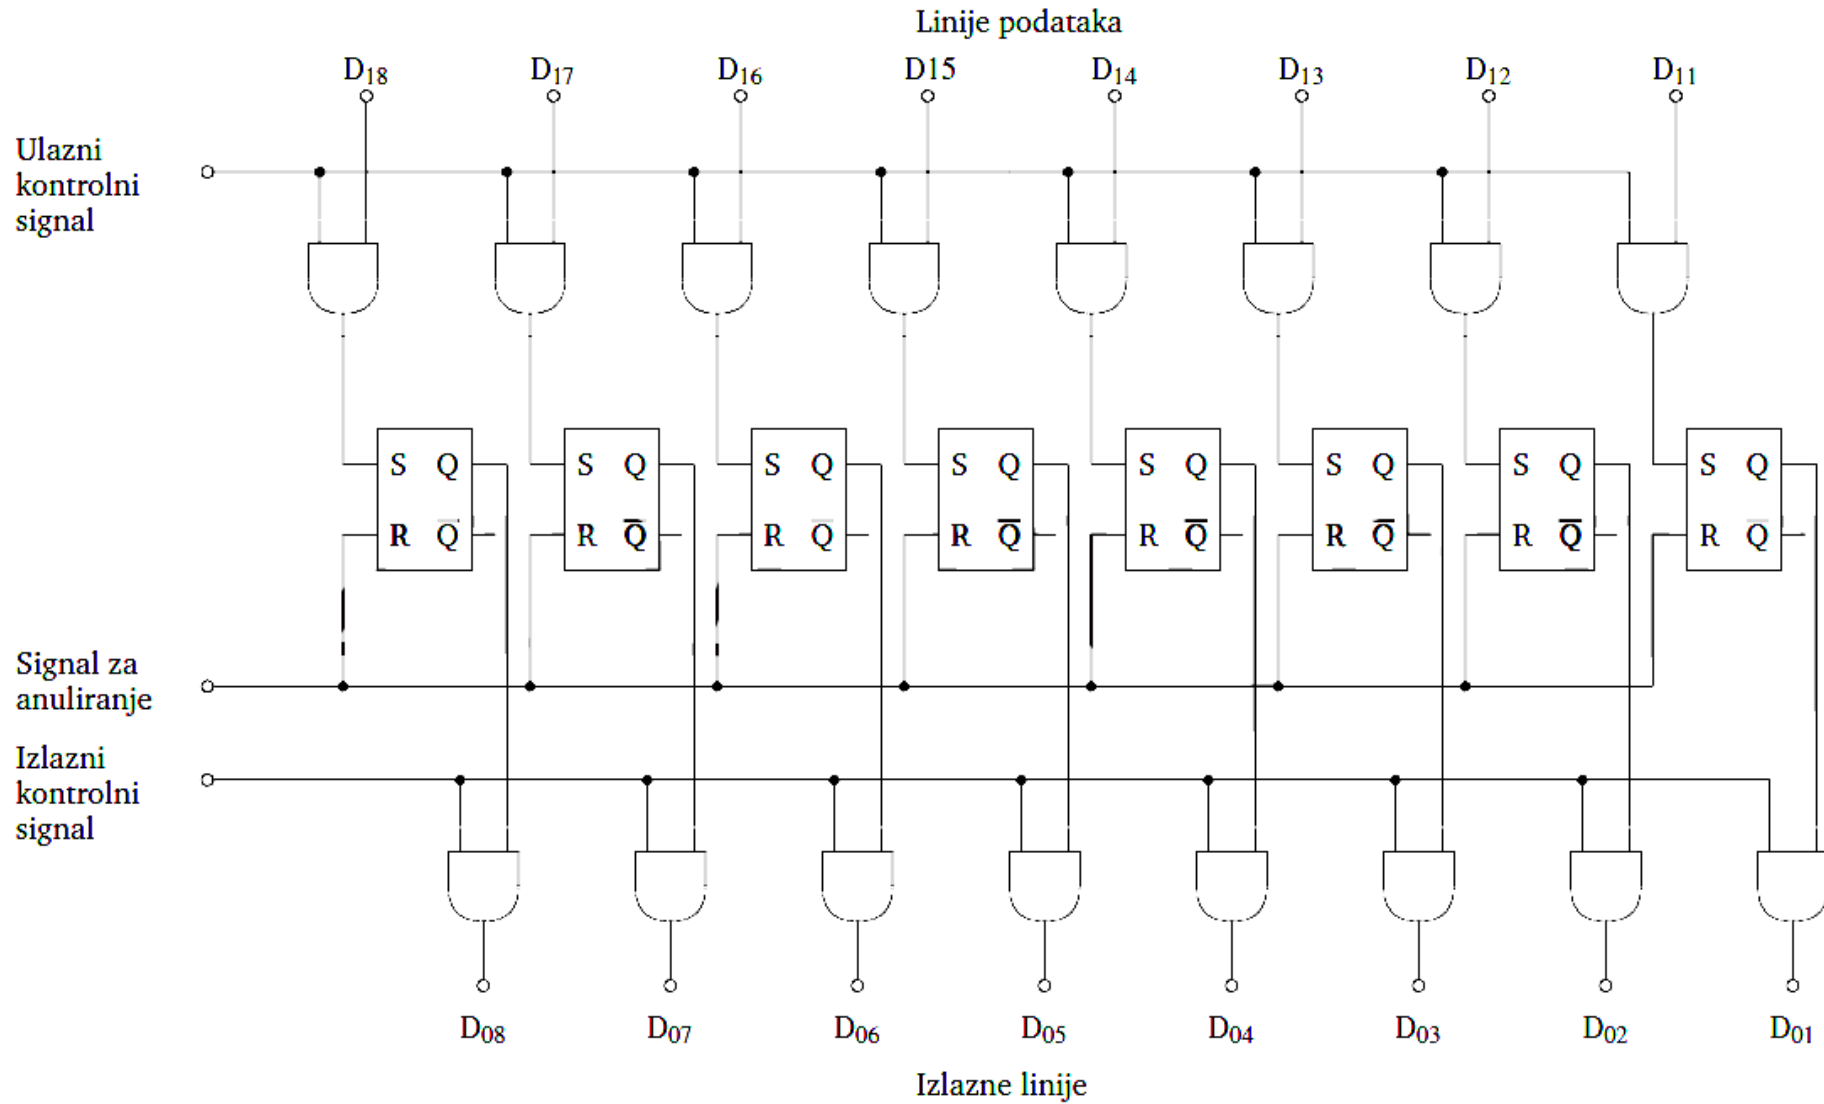 Linije podataka
D18 D17 D16 D15 D14 D13 D12 D11
Ulazni
kontrolni
signal
S Q S Q S Q S Q S Q S Q S Q S Q
R Q̅ R Q̅ R Q̅ R Q̅ R Q̅ R Q̅ R Q̅ R Q̅
Signal za
anuliranje
Izlazni
kontrolni
signal
D08 D07 D06 D05 D04 D03 D02 D01
Izlazne linije